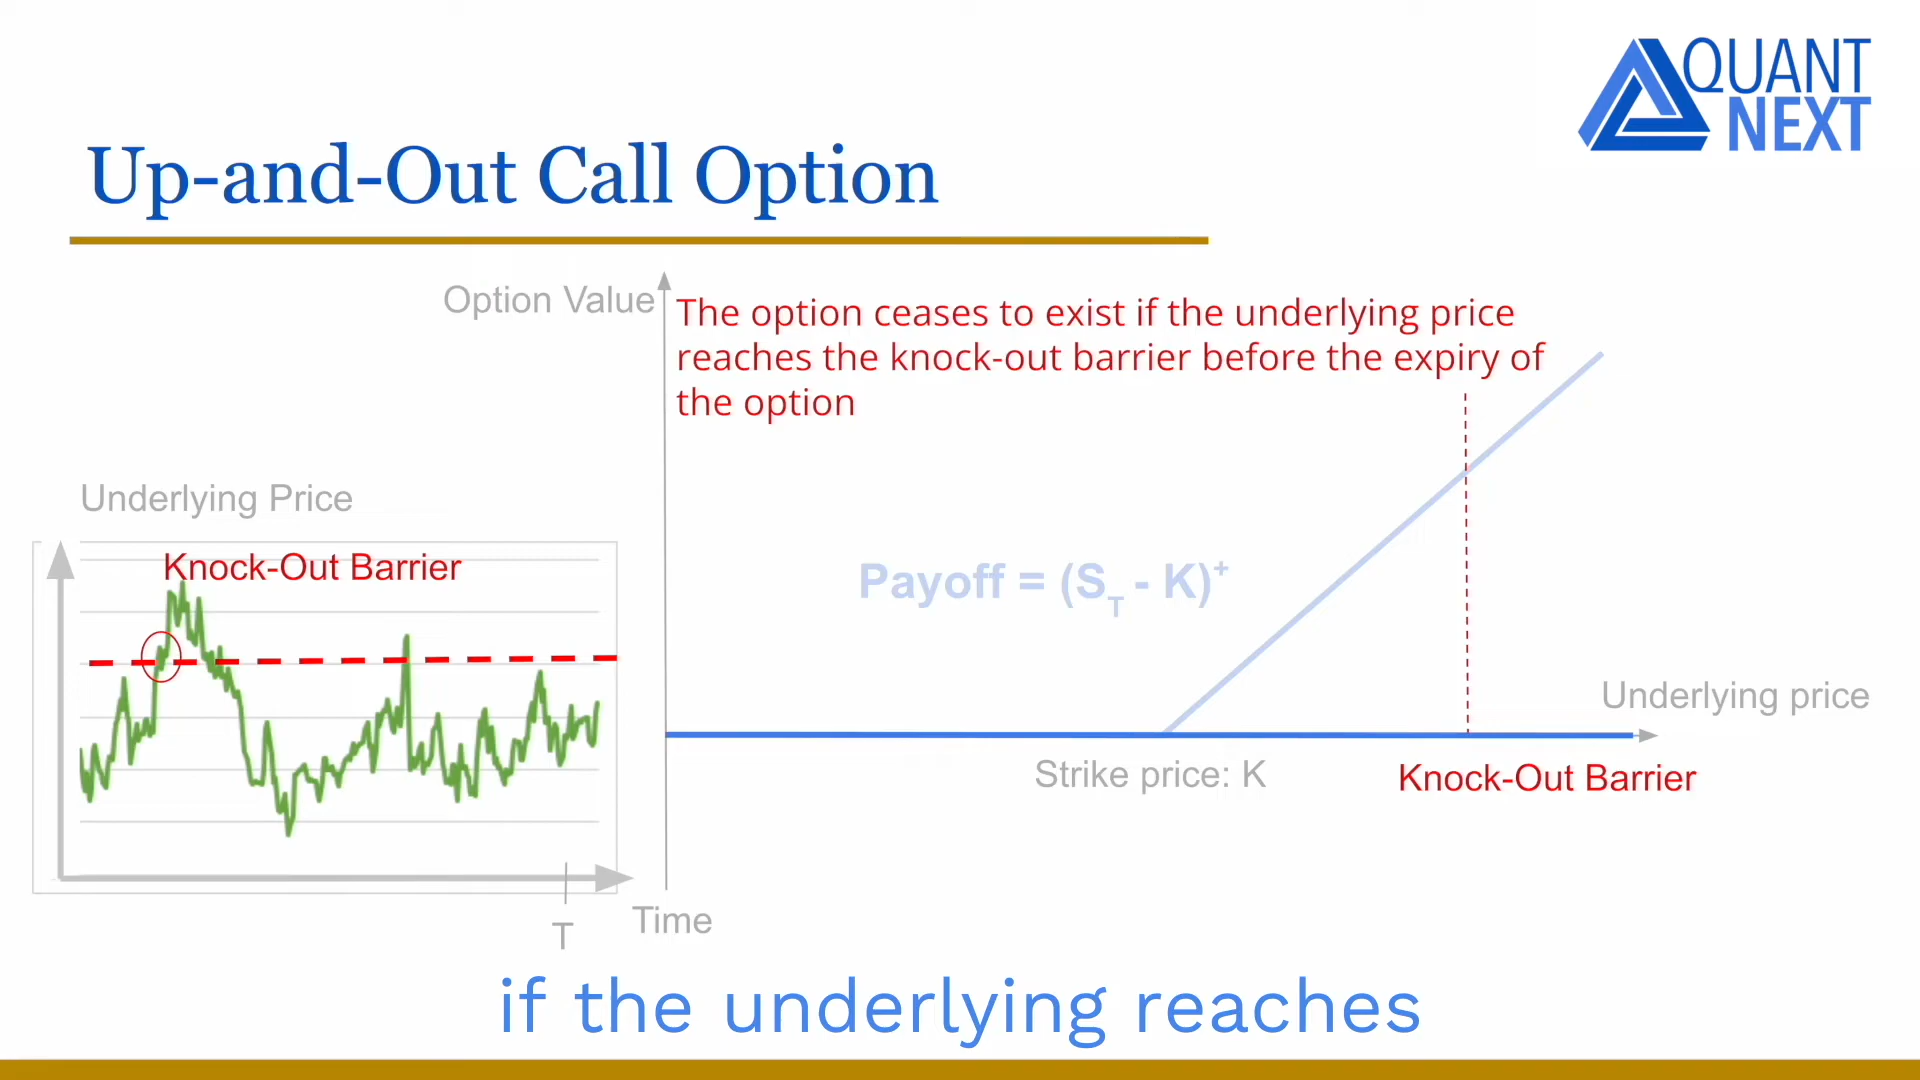 QUANT
NEXT
Up-and-Out Call Option
Option Value
The option ceases to exist if the underlying price
reaches the knock-out barrier before the expiry of
the option
Underlying Price
Knock-Out Barrier
Payoff = (S_T - K)⁺
Underlying price
Strike price: K
Knock-Out Barrier
T
Time
if the underlying reaches